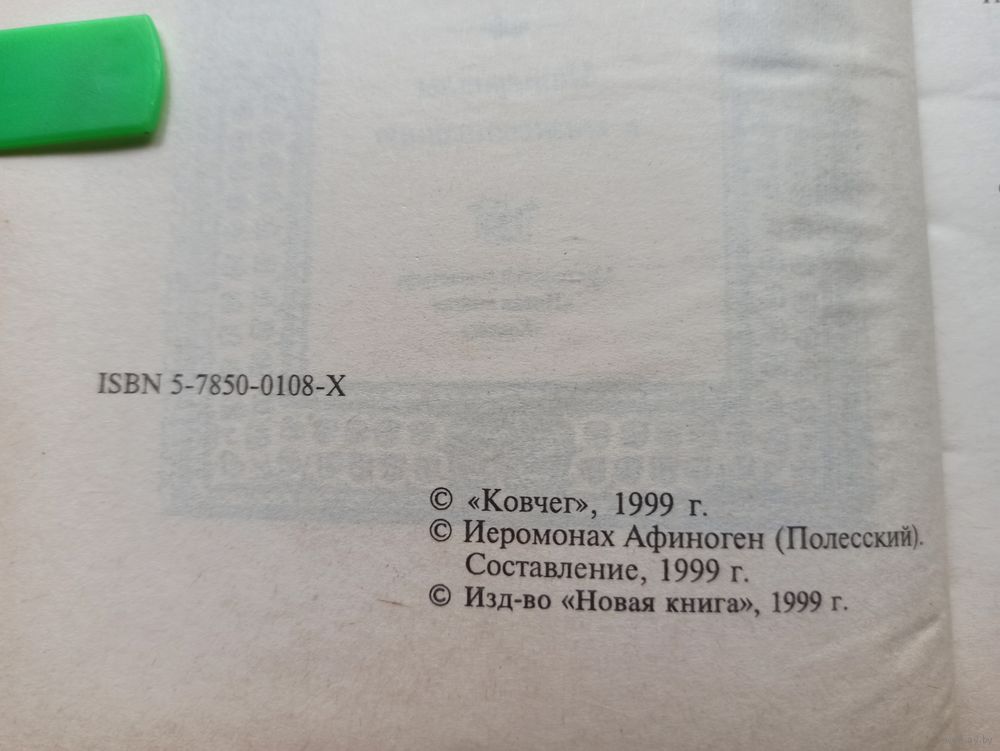 ISBN 5-7850-0108-X
© «Ковчег», 1999 г.
© Иеромонах Афиноген (Полесский).
Составление, 1999 г.
© Изд-во «Новая книга», 1999 г.